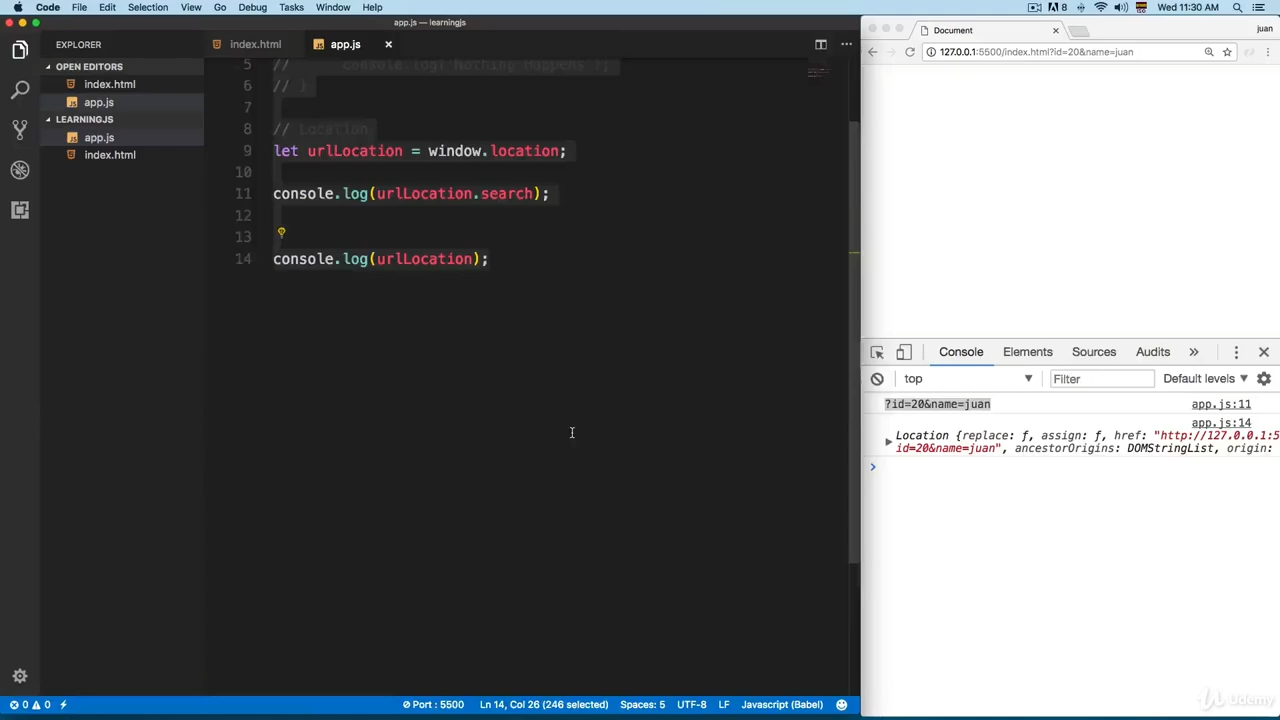 Code File Edit Selection View Go Debug Tasks Window Help
8 Wed 11:30 AM
app.js — learningjs
EXPLORER
OPEN EDITORS
index.html
app.js
LEARNINGJS
app.js
index.html
index.html app.js
5 // console.log('Nothing Happens');
6 // }
7
8 // Location
9 let urlLocation = window.location;
10
11 console.log(urlLocation.search);
12
13
14 console.log(urlLocation);
Document juan
127.0.0.1:5500/index.html?id=20&name=juan
Console Elements Sources Audits
top Filter Default levels
?id=20&name=juan app.js:11
app.js:14
Location {replace: ƒ, assign: ƒ, href: "http://127.0.0.1:5
id=20&name=juan", ancestorOrigins: DOMStringList, origin:
0 0 Port : 5500 Ln 14, Col 26 (246 selected) Spaces: 5 UTF-8 LF Javascript (Babel)
Udemy